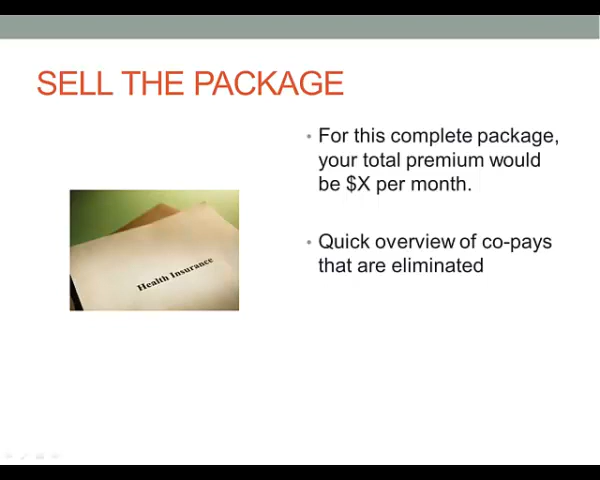 SELL THE PACKAGE
• For this complete package,
your total premium would
be $X per month.
• Quick overview of co-pays
that are eliminated
Health Insurance